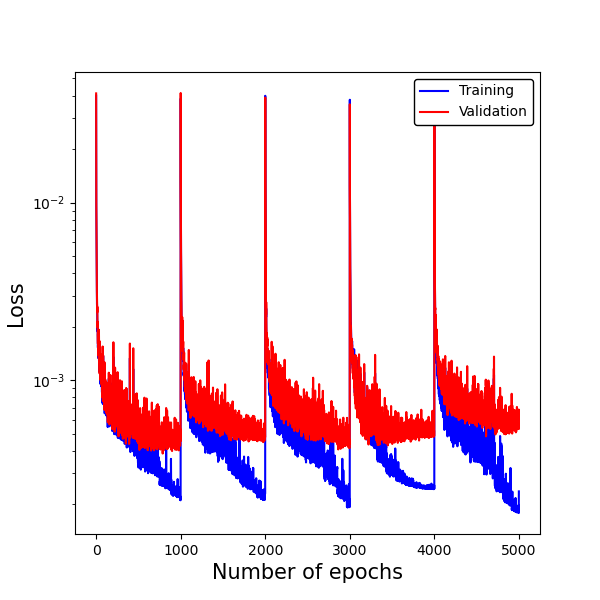 Training
Validation
10⁻²
10⁻³
Loss
0 1000 2000 3000 4000 5000
Number of epochs